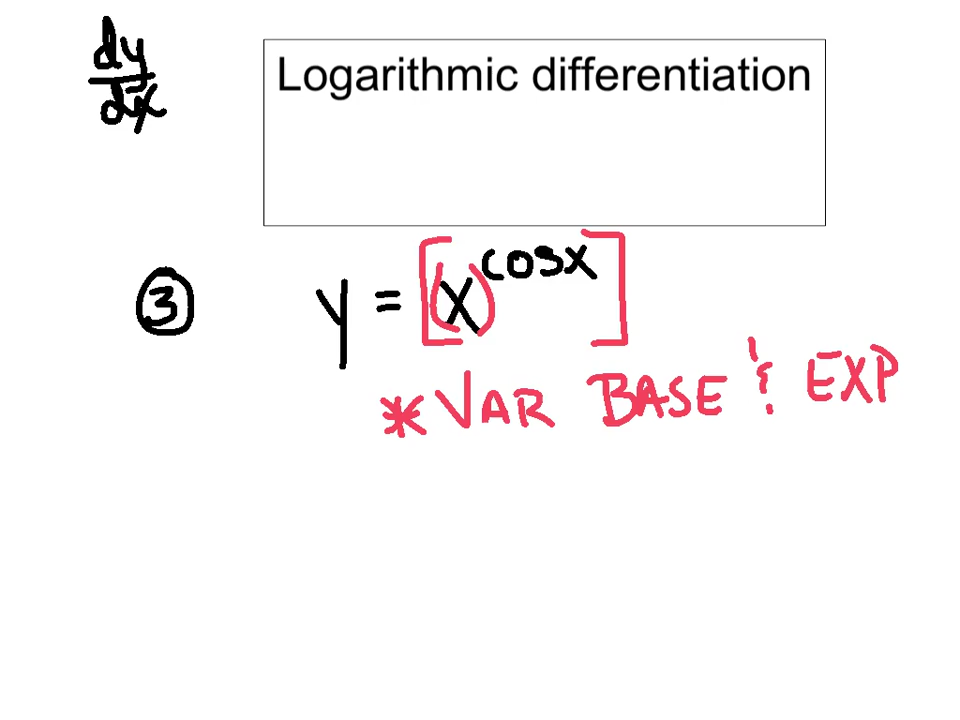 dy/dx
Logarithmic differentiation
③ y = [(x)^cosx]
* VAR BASE & EXP